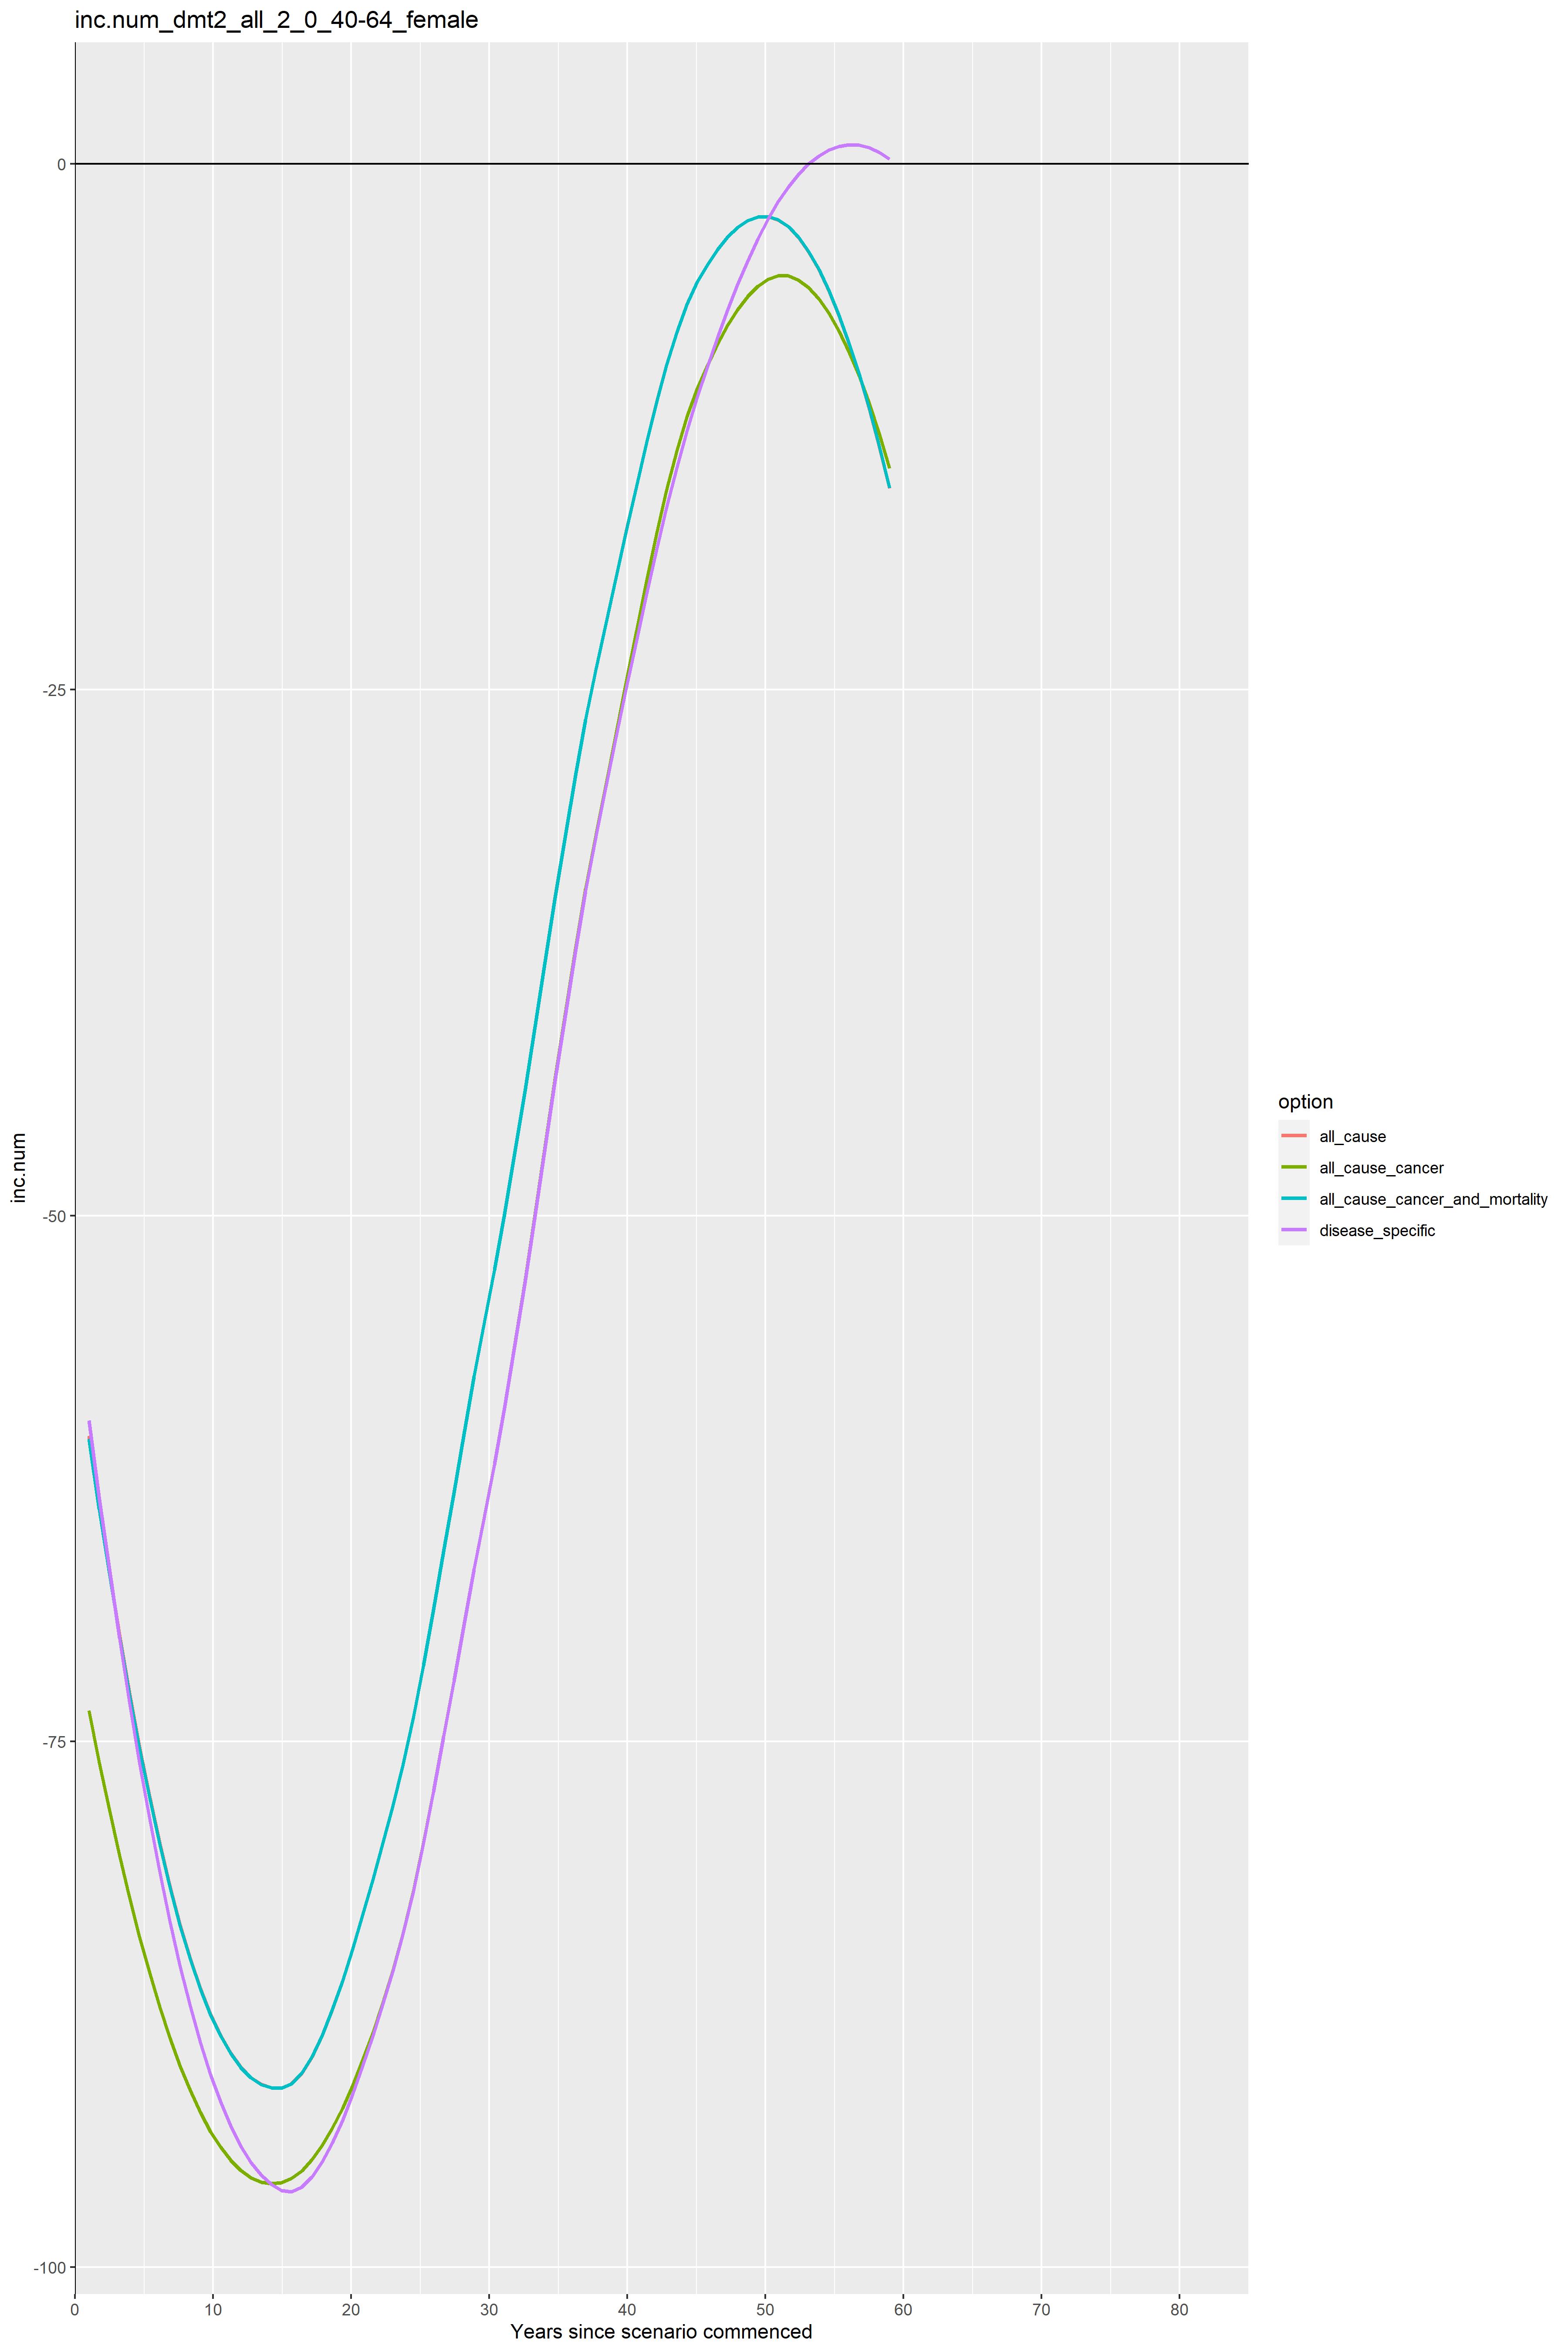 inc.num_dmt2_all_2_0_40-64_female
0
-25
-50
-75
-100
inc.num
0 10 20 30 40 50 60 70 80
Years since scenario commenced
option
all_cause
all_cause_cancer
all_cause_cancer_and_mortality
disease_specific